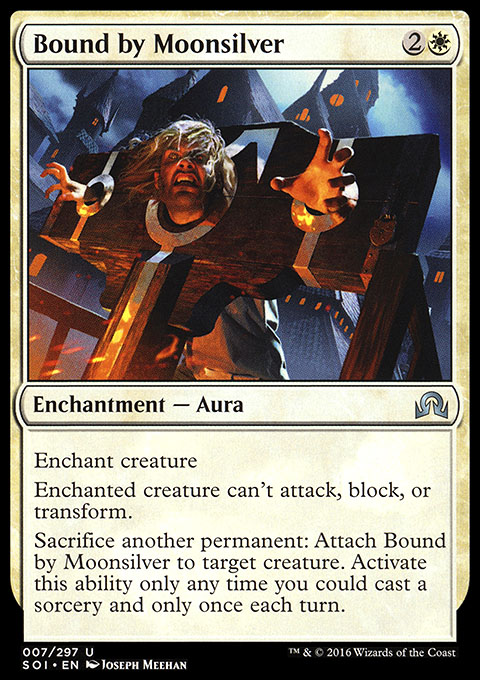 Bound by Moonsilver 2
Enchantment — Aura
Enchant creature
Enchanted creature can't attack, block, or
transform.
Sacrifice another permanent: Attach Bound
by Moonsilver to target creature. Activate
this ability only any time you could cast a
sorcery and only once each turn.
007/297 U
SOI • EN Joseph Meehan
™ & © 2016 Wizards of the Coast